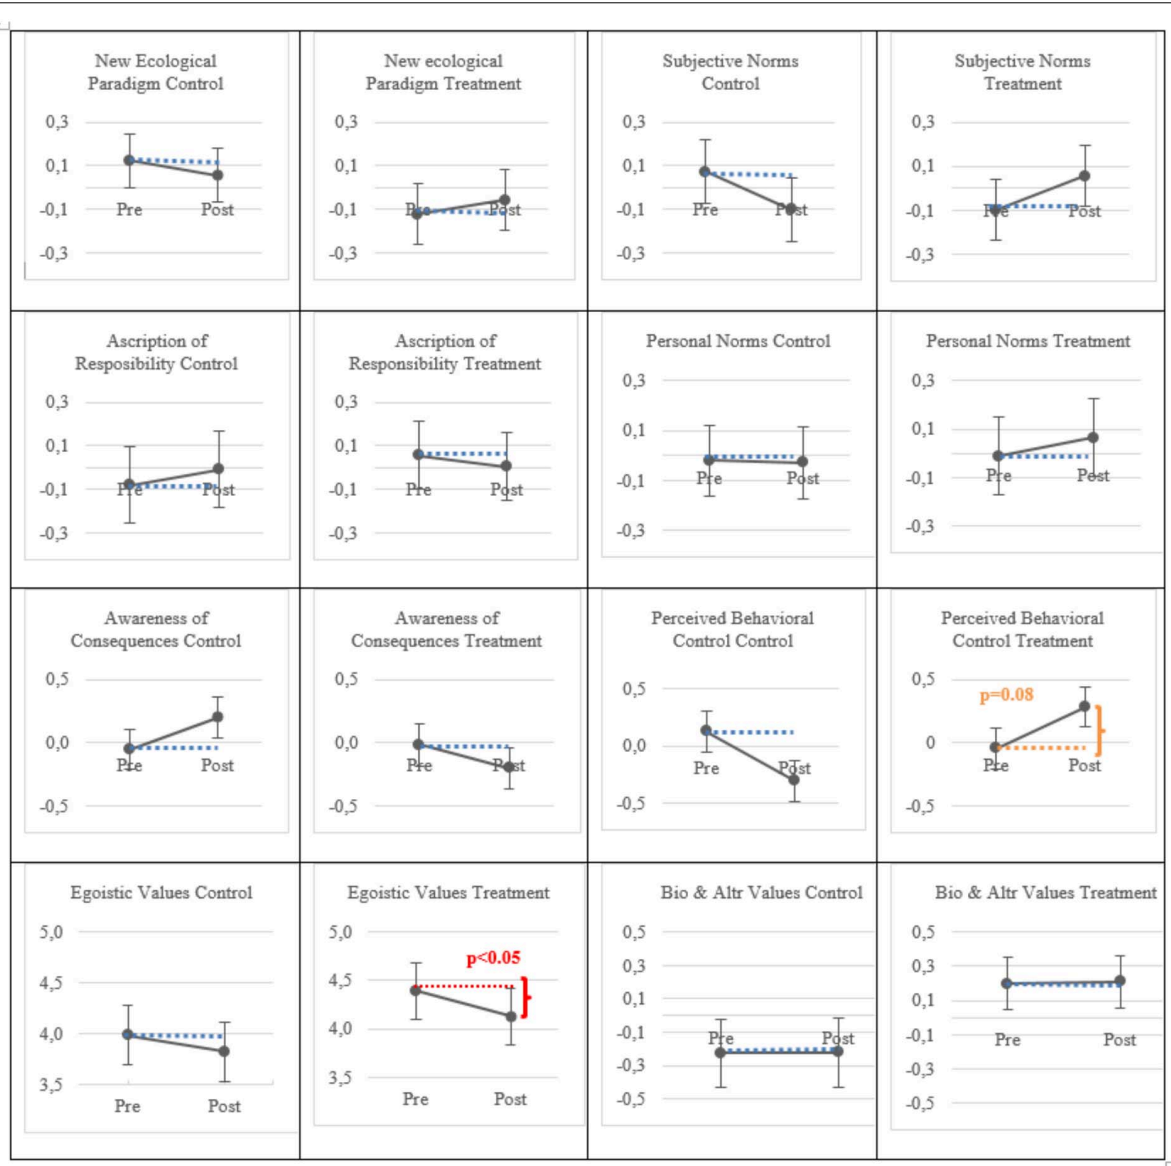 New Ecological
Paradigm Control
0,3
0,1
-0,1
-0,3
Pre
Post
New ecological
Paradigm Treatment
0,3
0,1
-0,1
-0,3
Pre
Post
Subjective Norms
Control
0,3
0,1
-0,1
-0,3
Pre
Post
Subjective Norms
Treatment
0,3
0,1
-0,1
-0,3
Pre
Post
Ascription of
Resposibility Control
0,3
0,1
-0,1
-0,3
Pre
Post
Ascription of
Responsibility Treatment
0,3
0,1
-0,1
-0,3
Pre
Post
Personal Norms Control
0,3
0,1
-0,1
-0,3
Pre
Post
Personal Norms Treatment
0,3
0,1
-0,1
-0,3
Pre
Post
Awareness of
Consequences Control
0,5
0,0
-0,5
Pre
Post
Awareness of
Consequences Treatment
0,5
0,0
-0,5
Pre
Post
Perceived Behavioral
Control Control
0,5
0,0
-0,5
Pre
Post
Perceived Behavioral
Control Treatment
p=0.08
0,5
0
-0,5
Pre
Post
Egoistic Values Control
5,0
4,5
4,0
3,5
Pre
Post
Egoistic Values Treatment
5,0
p<0.05
4,5
4,0
3,5
Pre
Post
Bio & Altr Values Control
0,5
0,3
0,1
-0,1
-0,3
-0,5
Pre
Post
Bio & Altr Values Treatment
0,5
0,3
0,1
-0,1
-0,3
-0,5
Pre
Post